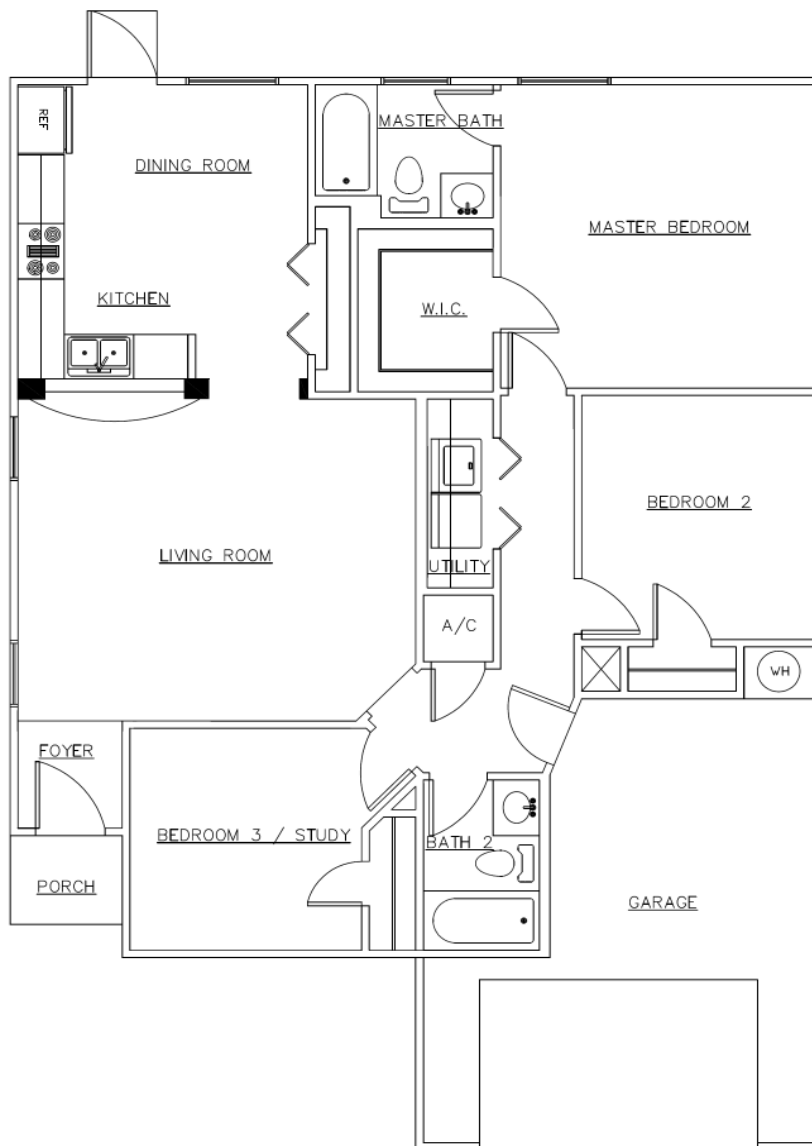 REF
MASTER BATH
DINING ROOM
MASTER BEDROOM
KITCHEN
W.I.C.
BEDROOM 2
LIVING ROOM
UTILITY
A/C
WH
FOYER
BEDROOM 3 / STUDY
BATH 2
PORCH
GARAGE